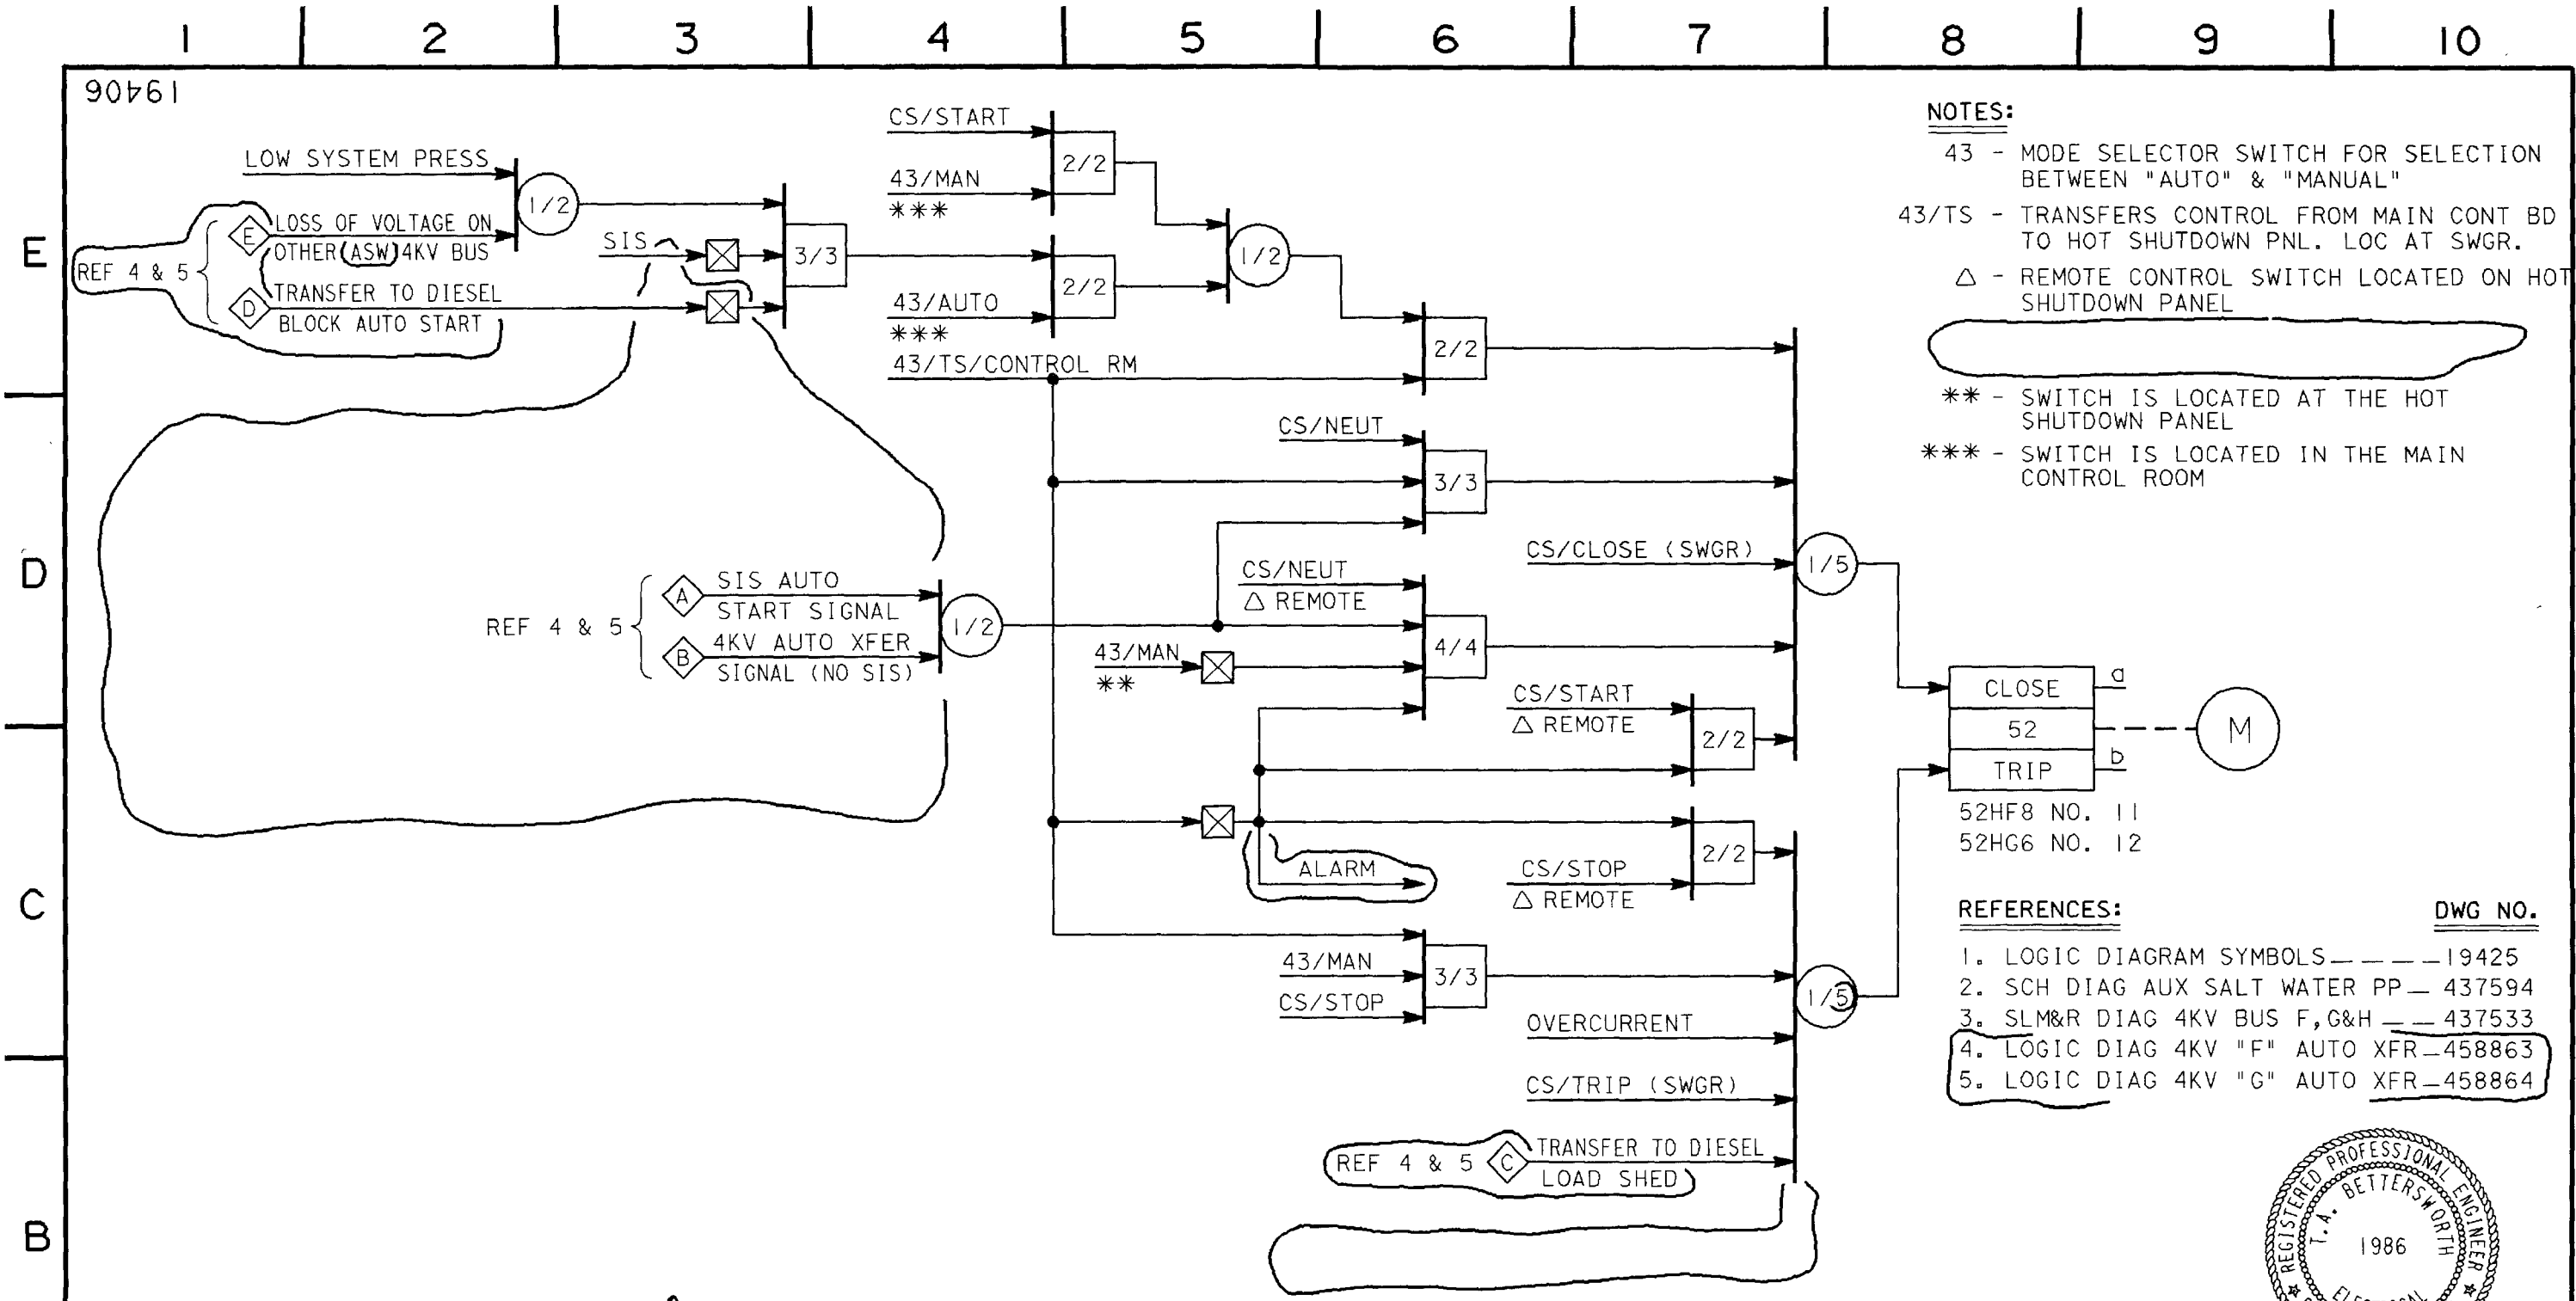 1 2 3 4 5 6 7 8 9 10
19406
E
D
C
B
LOW SYSTEM PRESS
1/2
E
LOSS OF VOLTAGE ON
OTHER (ASW) 4KV BUS
REF 4 & 5
D
TRANSFER TO DIESEL
BLOCK AUTO START
SIS
3/3
CS/START
2/2
43/MAN
***
43/AUTO
***
2/2
1/2
43/TS/CONTROL RM
2/2
CS/NEUT
3/3
CS/CLOSE (SWGR)
1/5
REF 4 & 5
A
SIS AUTO
START SIGNAL
B
4KV AUTO XFER
SIGNAL (NO SIS)
1/2
CS/NEUT
△ REMOTE
43/MAN
**
4/4
CS/START
△ REMOTE
2/2
2/2
CS/STOP
△ REMOTE
ALARM
43/MAN
CS/STOP
3/3
1/5
OVERCURRENT
CS/TRIP (SWGR)
REF 4 & 5
C
TRANSFER TO DIESEL
LOAD SHED
CLOSE
a
52
M
TRIP
b
52HF8 NO. 11
52HG6 NO. 12
NOTES:
43 - MODE SELECTOR SWITCH FOR SELECTION
BETWEEN "AUTO" & "MANUAL"
43/TS - TRANSFERS CONTROL FROM MAIN CONT BD
TO HOT SHUTDOWN PNL. LOC AT SWGR.
△ - REMOTE CONTROL SWITCH LOCATED ON HOT
SHUTDOWN PANEL
** - SWITCH IS LOCATED AT THE HOT
SHUTDOWN PANEL
*** - SWITCH IS LOCATED IN THE MAIN
CONTROL ROOM
REFERENCES: DWG NO.
1. LOGIC DIAGRAM SYMBOLS----19425
2. SCH DIAG AUX SALT WATER PP-437594
3. SLM&R DIAG 4KV BUS F,G&H--437533
4. LOGIC DIAG 4KV "F" AUTO XFR-458863
5. LOGIC DIAG 4KV "G" AUTO XFR-458864
REGISTERED PROFESSIONAL ENGINEER
T.A. BETTERSWORTH
1986